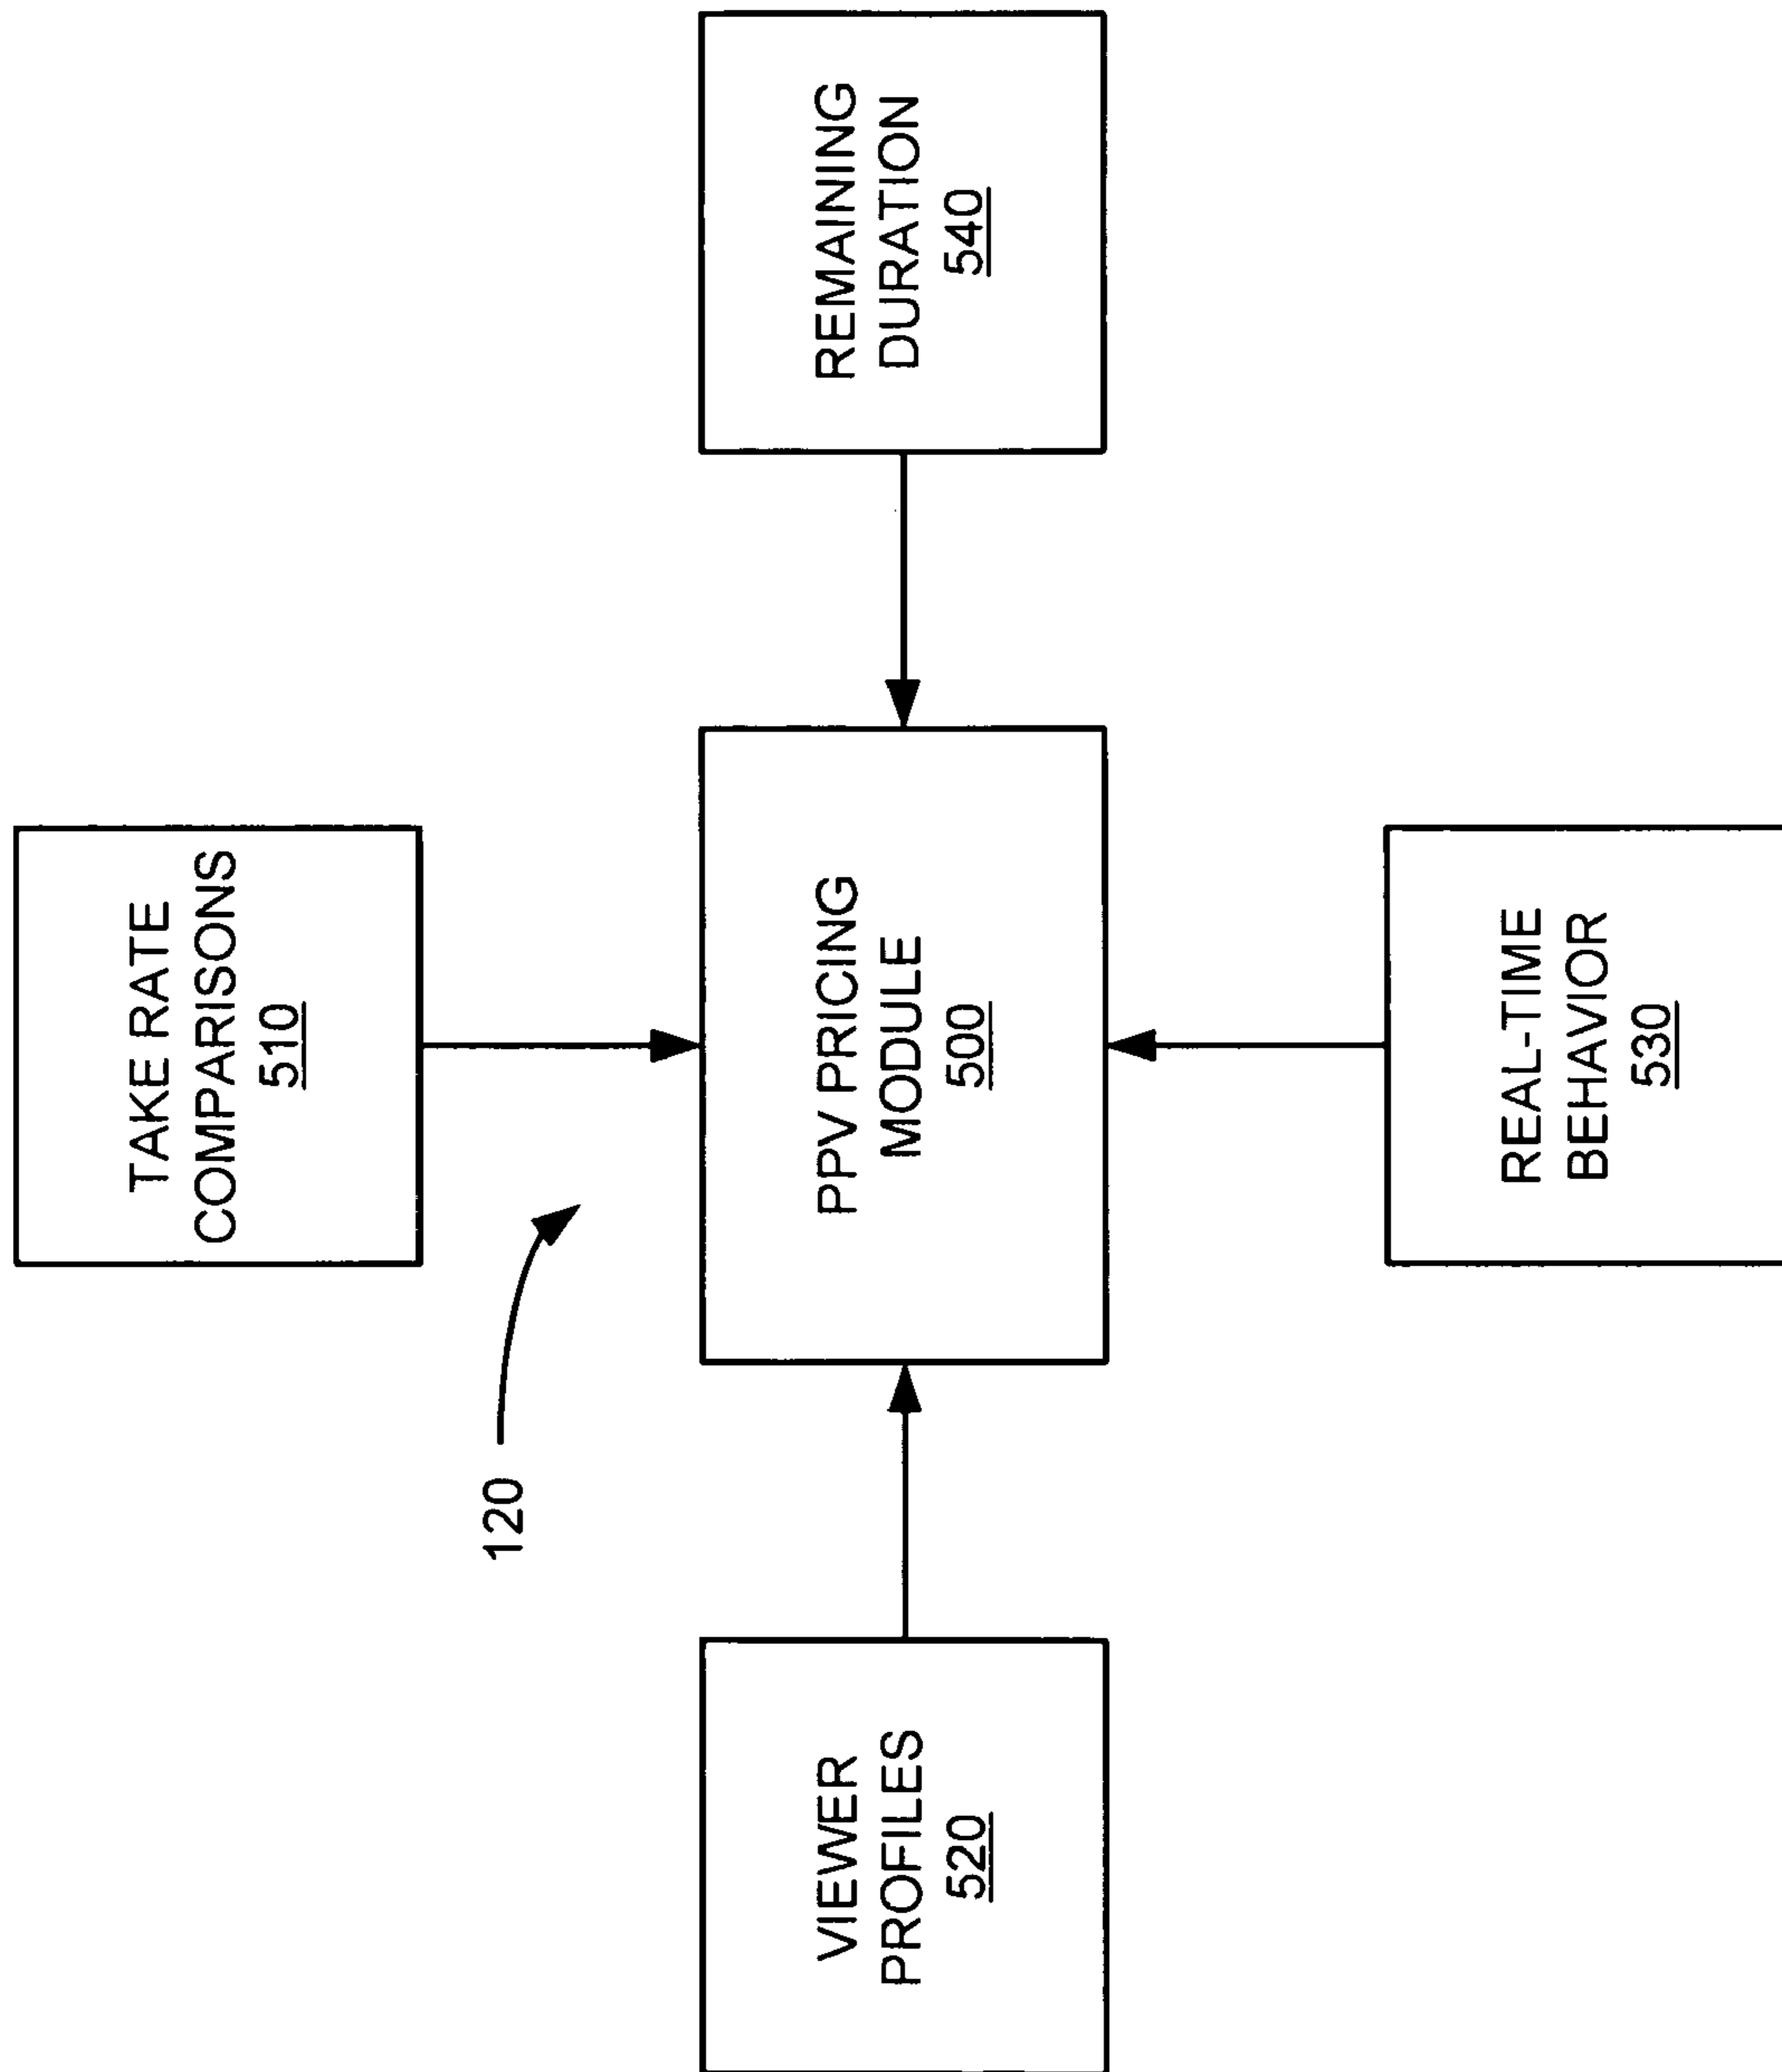 TAKE RATE
COMPARISONS
510
120
VIEWER
PROFILES
520
PPV PRICING
MODULE
500
REMAINING
DURATION
540
REAL-TIME
BEHAVIOR
530